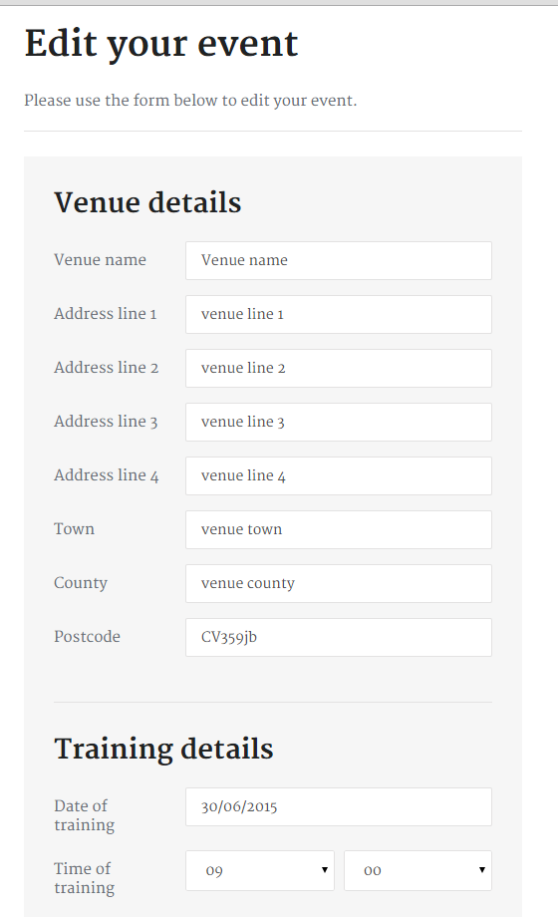 Edit your event
Please use the form below to edit your event.
Venue details
Venue name Venue name
Address line 1 venue line 1
Address line 2 venue line 2
Address line 3 venue line 3
Address line 4 venue line 4
Town venue town
County venue county
Postcode CV359jb
Training details
Date of
training 30/06/2015
Time of
training 09 00